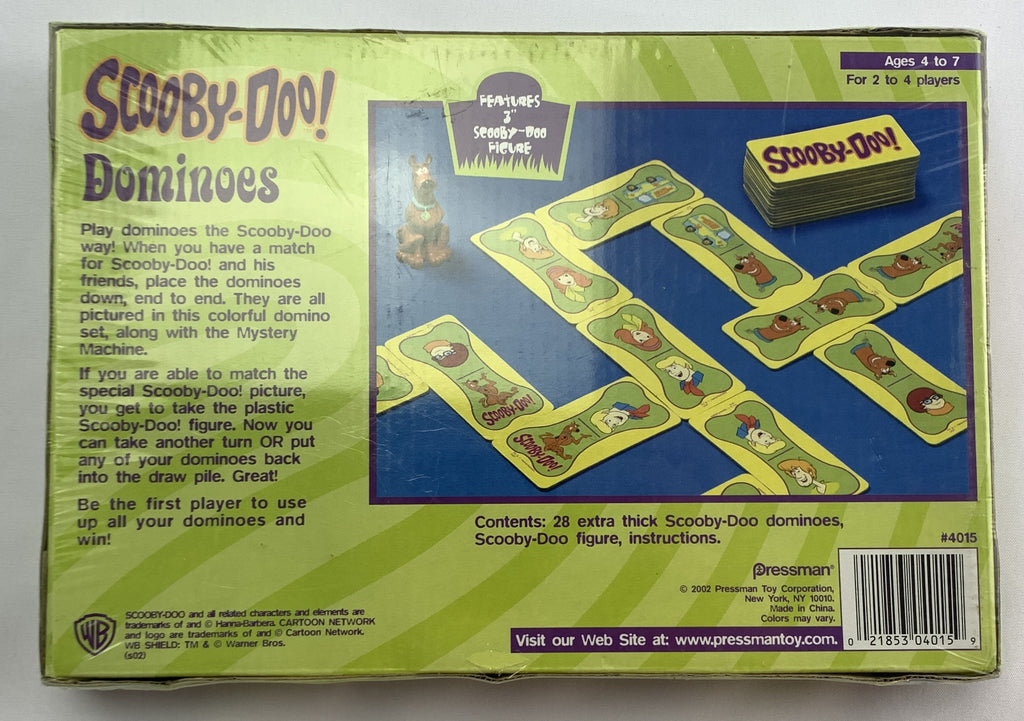 SCOOBY-DOO!
Dominoes
Play dominoes the Scooby-Doo
way! When you have a match
for Scooby-Doo! and his
friends, place the dominoes
down, end to end. They are all
pictured in this colorful domino
set, along with the Mystery
Machine.
If you are able to match the
special Scooby-Doo! picture,
you get to take the plastic
Scooby-Doo! figure. Now you
can take another turn OR put
any of your dominoes back
into the draw pile. Great!
Be the first player to use
up all your dominoes and
win!
Ages 4 to 7
For 2 to 4 players
FEATURES
3"
SCOOBY-DOO
FIGURE
SCOOBY-DOO!
SCOOBY-DOO!
SCOOBY-DOO!
Contents: 28 extra thick Scooby-Doo dominoes,
Scooby-Doo figure, instructions.
#4015
Pressman®
© 2002 Pressman Toy Corporation,
New York, NY 10010.
Made in China.
Colors may vary.
Visit our Web Site at: www.pressmantoy.com.
0 21853 04015 9
WB
SCOOBY-DOO and all related characters and elements are
trademarks of and © Hanna-Barbera. CARTOON NETWORK
and logo are trademarks of and © Cartoon Network.
WB SHIELD: TM & © Warner Bros.
(s02)